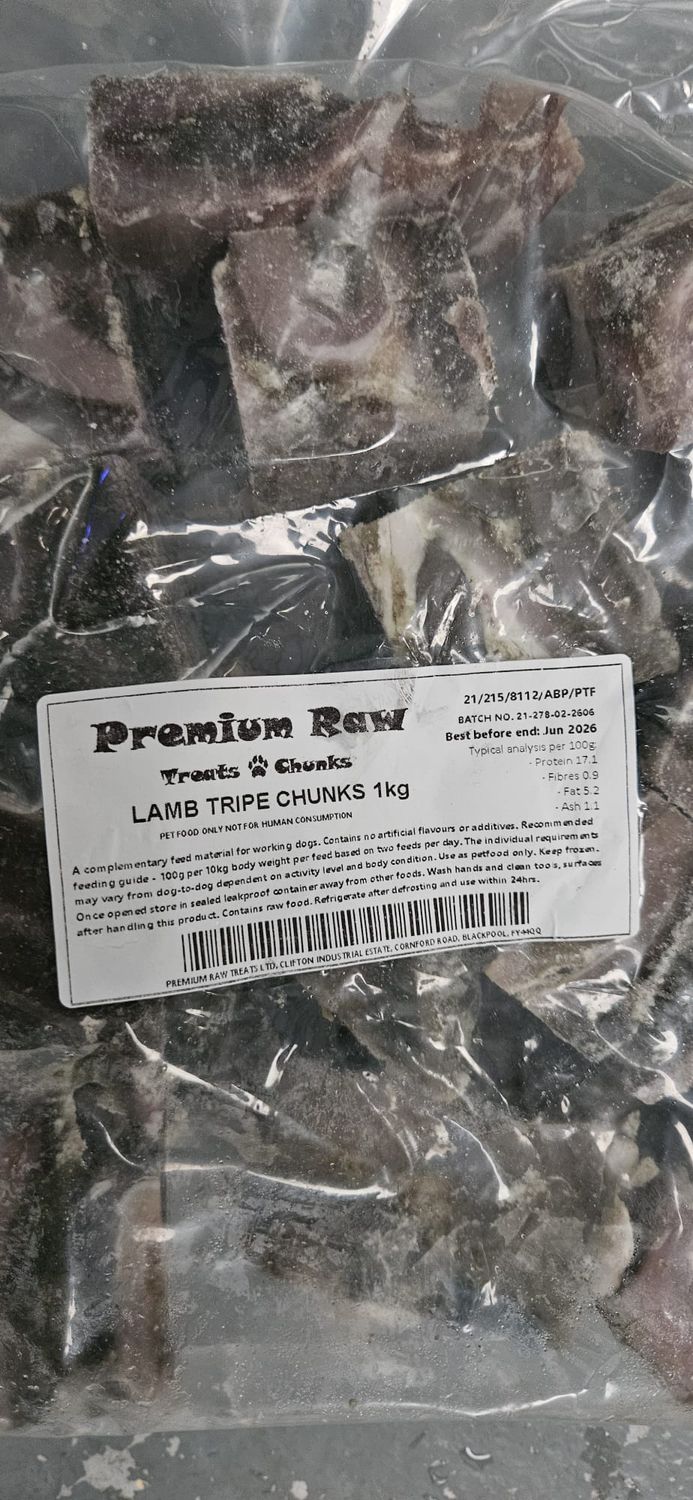 Premium Raw
Treats Chunks
LAMB TRIPE CHUNKS 1kg
PET FOOD ONLY NOT FOR HUMAN CONSUMPTION
21/215/8112/ABP/PTF
BATCH NO. 21-278-02-2606
Best before end: Jun 2026
Typical analysis per 100g:
- Protein 17.1
- Fibres 0.9
- Fat 5.2
- Ash 1.1
A complementary feed material for working dogs. Contains no artificial flavours or additives. Recommended
feeding guide - 100g per 10kg body weight per feed based on two feeds per day. The individual requirements
may vary from dog-to-dog dependent on activity level and body condition. Use as petfood only. Keep frozen.
Once opened store in sealed leakproof container away from other foods. Wash hands and clean tools, surfaces
after handling this product. Contains raw food. Refrigerate after defrosting and use within 24hrs.
PREMIUM RAW TREATS LTD, CLIFTON INDUSTRIAL ESTATE, CORNFORD ROAD, BLACKPOOL, FY44QQ